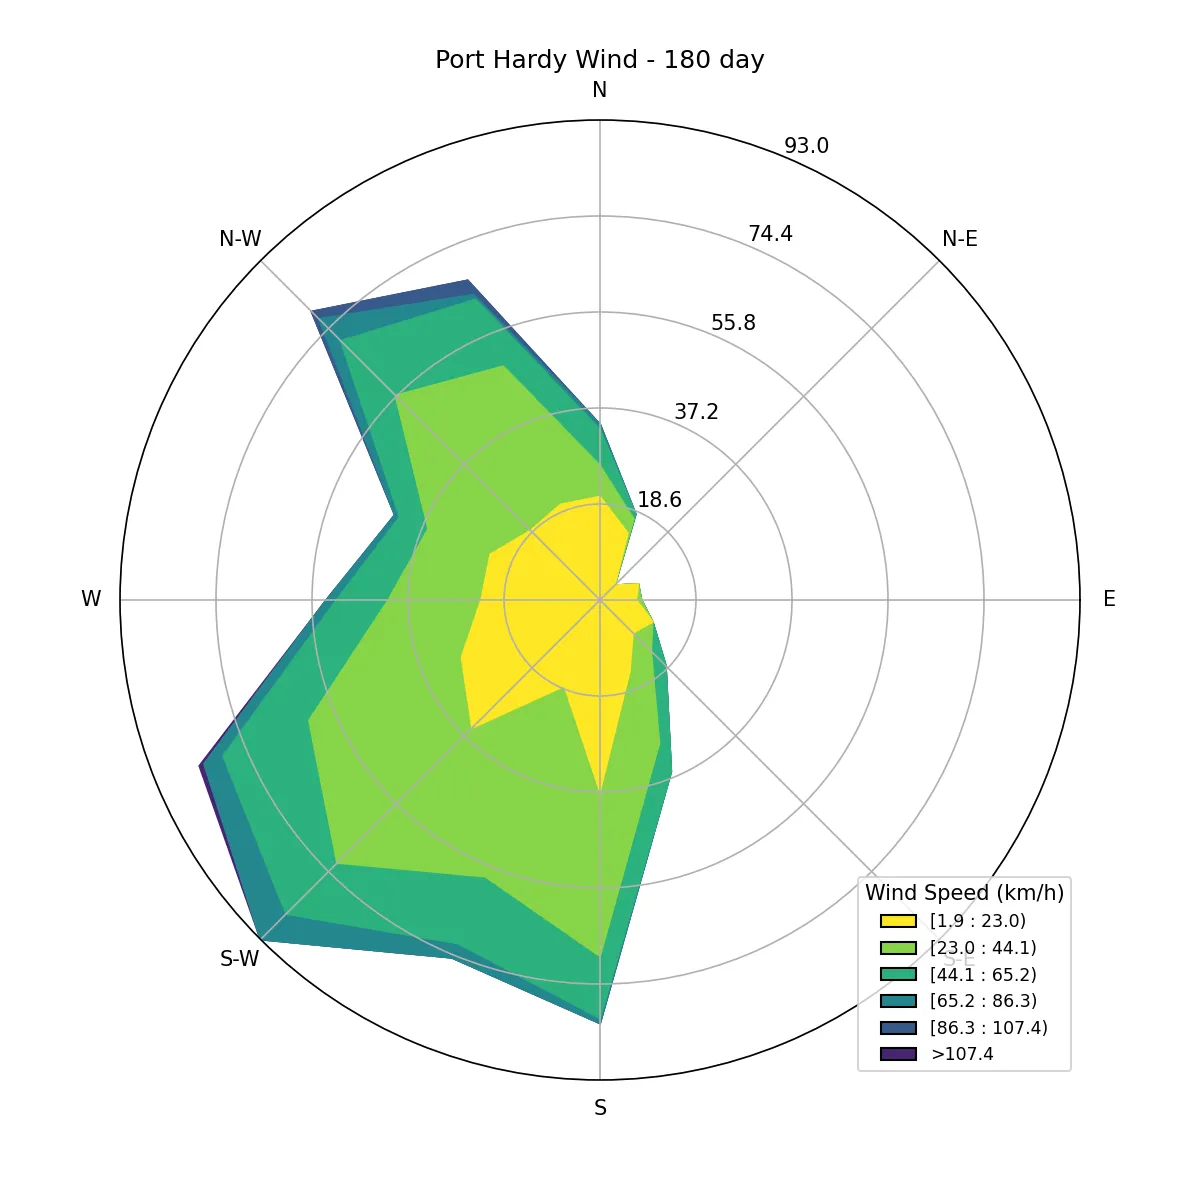 Port Hardy Wind - 180 day
N
93.0
N-W
N-E
74.4
55.8
37.2
18.6
W
E
Wind Speed (km/h)
[1.9 : 23.0)
[23.0 : 44.1)
S-W
S-E
[44.1 : 65.2)
[65.2 : 86.3)
[86.3 : 107.4)
>107.4
S